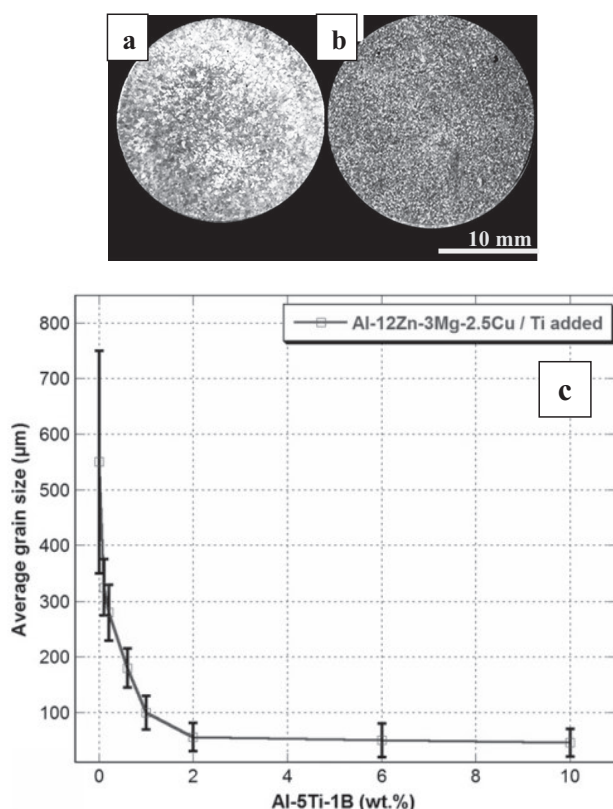 a
b
10 mm
Al-12Zn-3Mg-2.5Cu / Ti added
c
800
700
600
500
400
300
200
100
Average grain size (µm)
0
2
4
6
8
10
Al-5Ti-1B (wt.%)